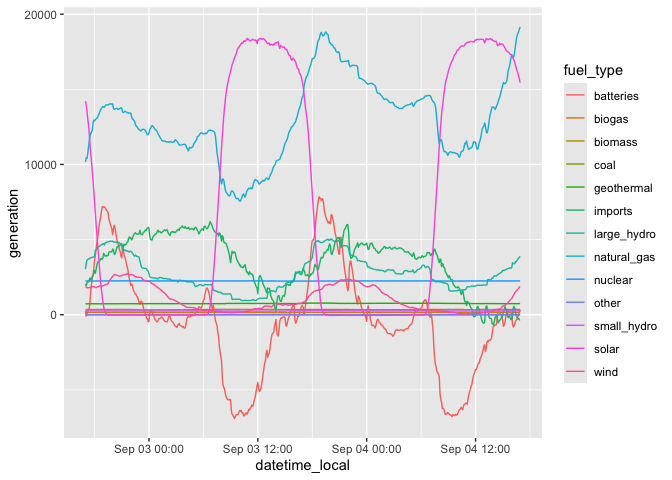 20000
10000
0
generation
Sep 03 00:00 Sep 03 12:00 Sep 04 00:00 Sep 04 12:00
datetime_local
fuel_type
batteries
biogas
biomass
coal
geothermal
imports
large_hydro
natural_gas
nuclear
other
small_hydro
solar
wind